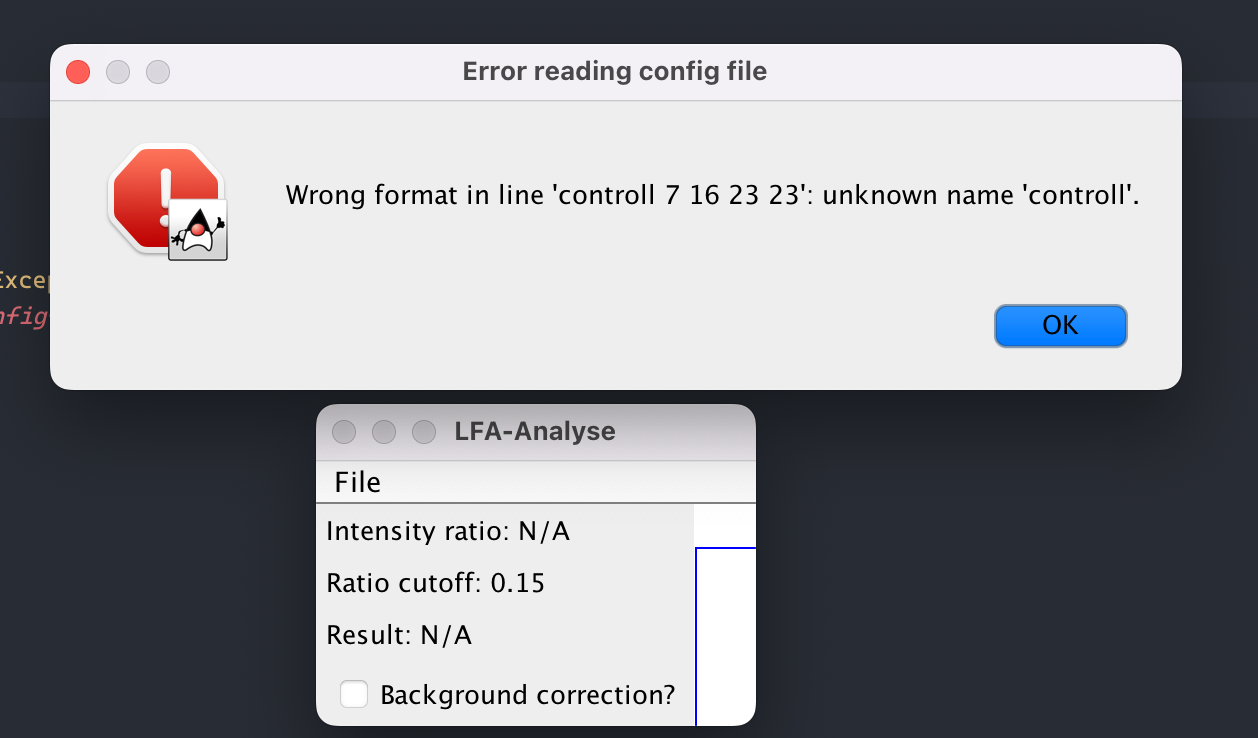 Error reading config file
Wrong format in line 'controll 7 16 23 23': unknown name 'controll'.
OK
LFA-Analyse
File
Intensity ratio: N/A
Ratio cutoff: 0.15
Result: N/A
Background correction?